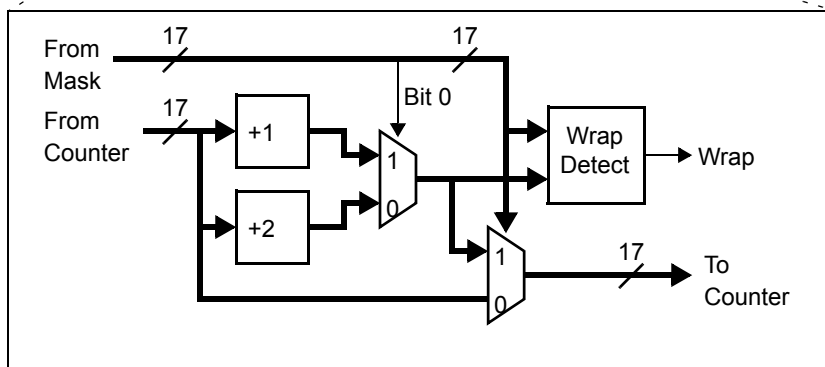 17
17
From
Mask
Bit 0
17
From
Counter
+1
1
0
Wrap
Detect
Wrap
+2
1
0
17
To
Counter